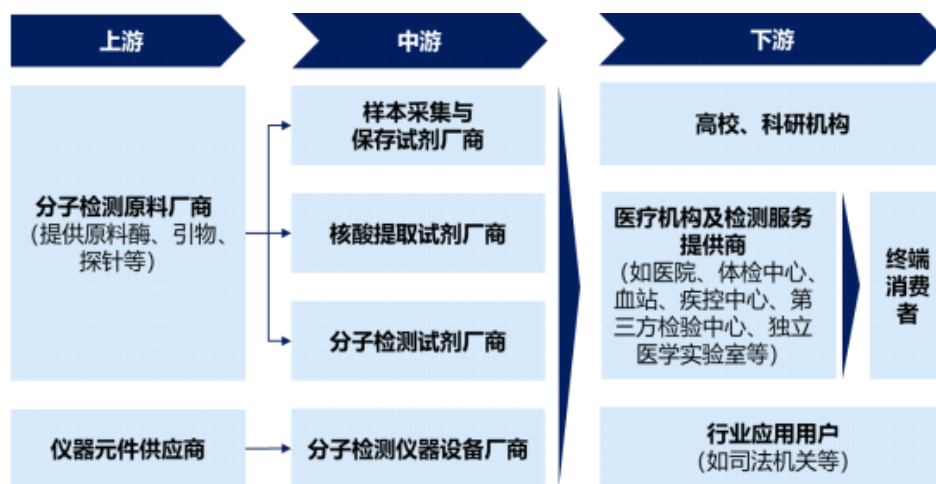 上游
中游
下游
分子检测原料厂商
(提供原料酶、引物、
探针等)
仪器元件供应商
样本采集与
保存试剂厂商
核酸提取试剂厂商
分子检测试剂厂商
分子检测仪器设备厂商
高校、科研机构
医疗机构及检测服务
提供商
(如医院、体检中心、
血站、疾控中心、第
三方检验中心、独立
医学实验室等)
终端
消费
者
行业应用用户
(如司法机关等)